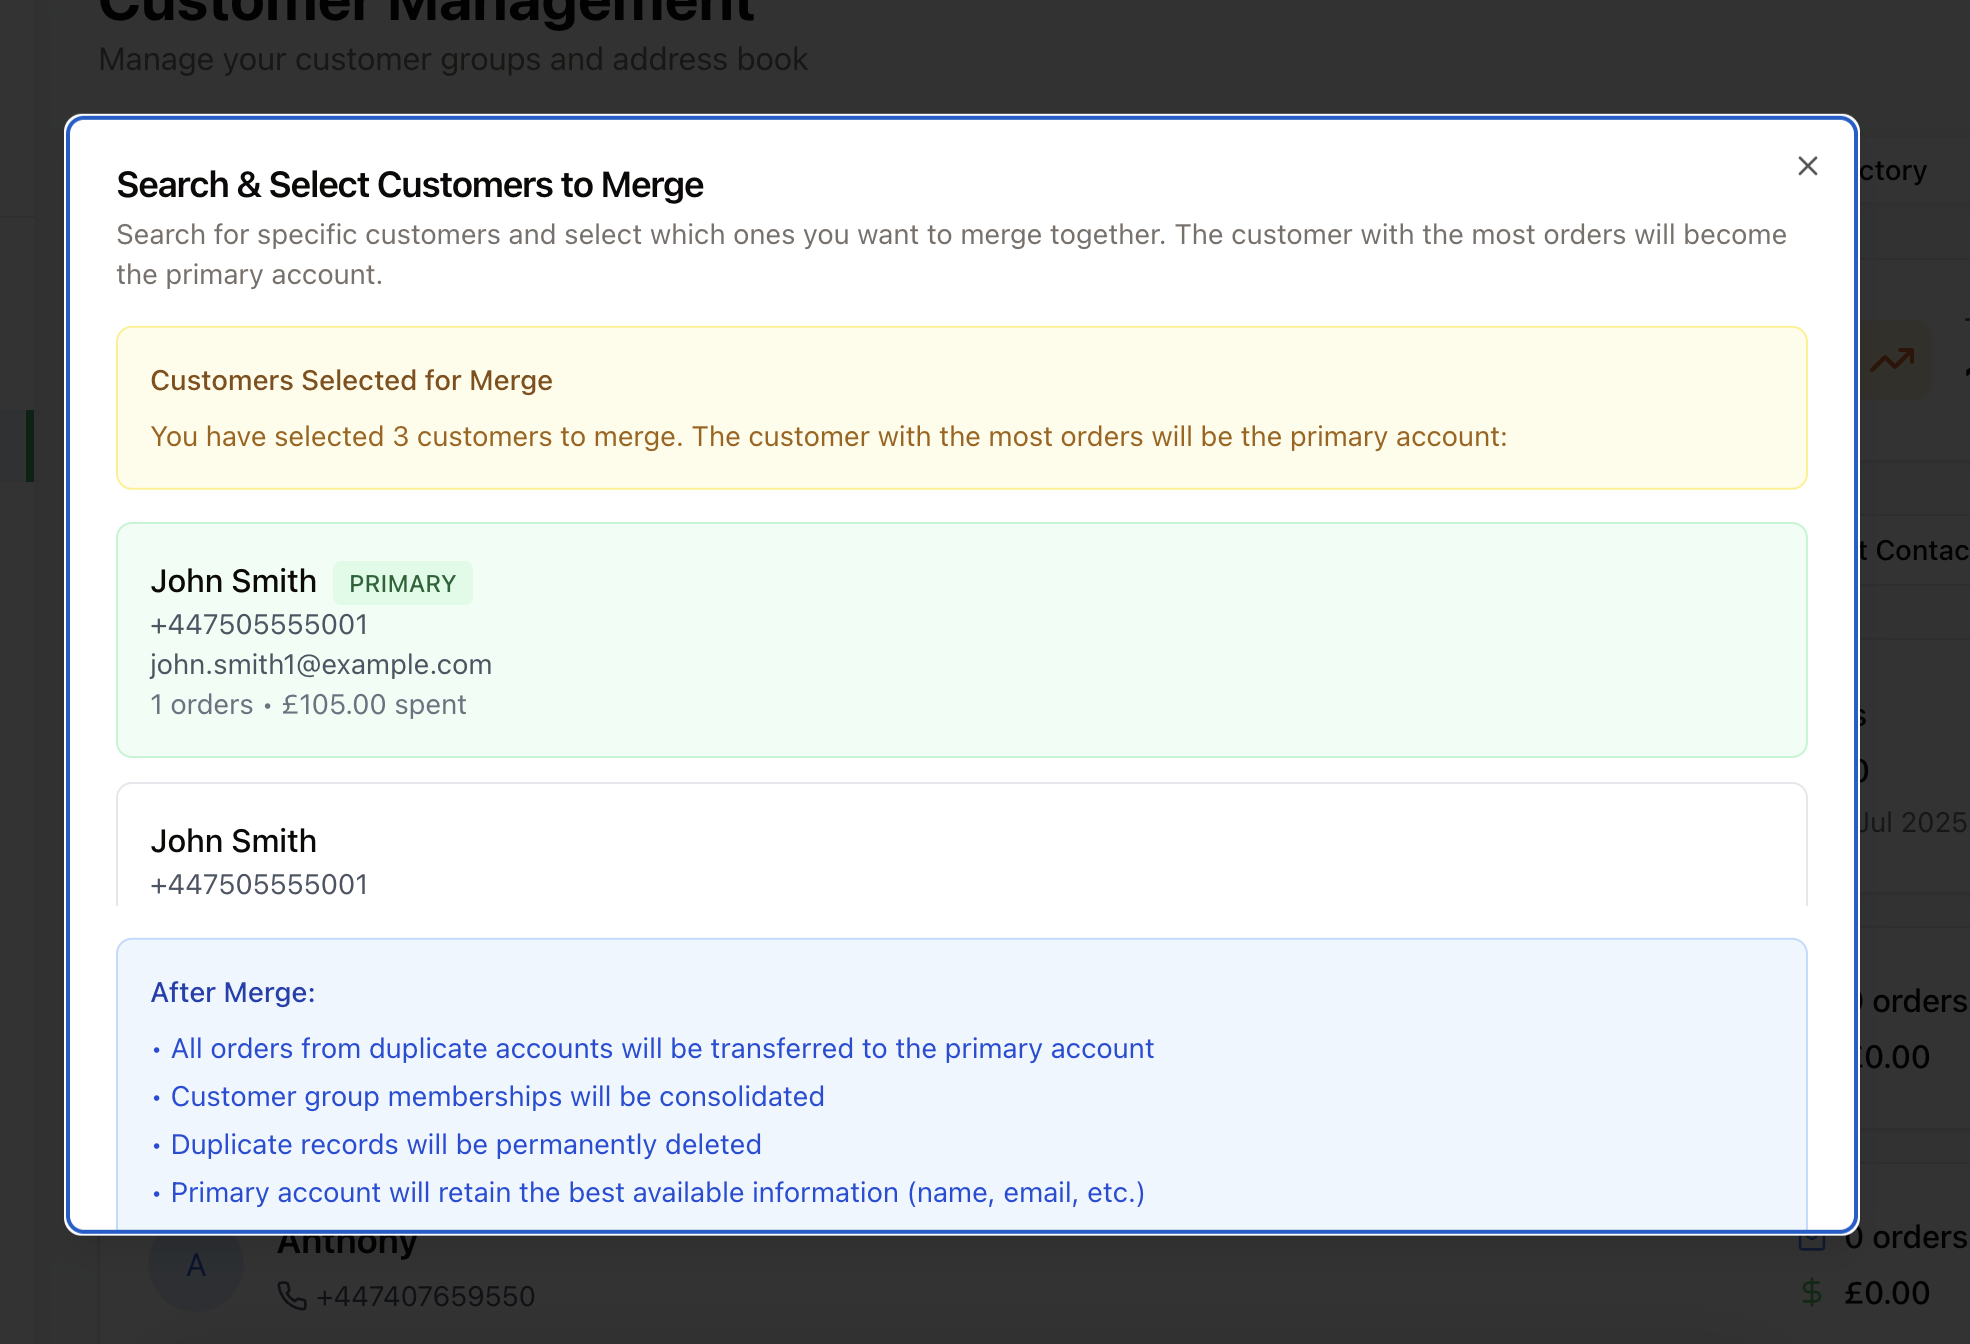 Customer Management
Manage your customer groups and address book
ctory
Search & Select Customers to Merge
Search for specific customers and select which ones you want to merge together. The customer with the most orders will become
the primary account.
Customers Selected for Merge
You have selected 3 customers to merge. The customer with the most orders will be the primary account:
t Contac
John Smith PRIMARY
+447505555001
john.smith1@example.com
1 orders • £105.00 spent
s
Jul 2025
John Smith
+447505555001
After Merge:
• All orders from duplicate accounts will be transferred to the primary account
• Customer group memberships will be consolidated
• Duplicate records will be permanently deleted
• Primary account will retain the best available information (name, email, etc.)
orders
£0.00
A
Anthony
+447407659550
0 orders
$ £0.00